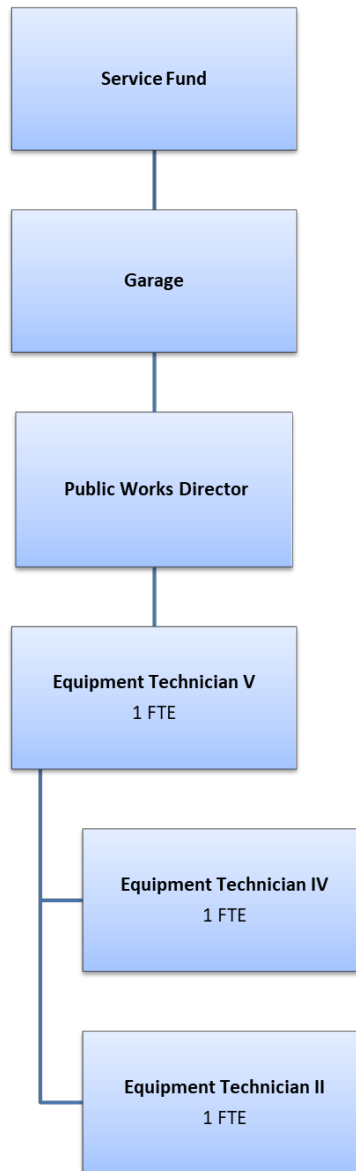 Service Fund
Garage
Public Works Director
Equipment Technician V
1 FTE
Equipment Technician IV
1 FTE
Equipment Technician II
1 FTE